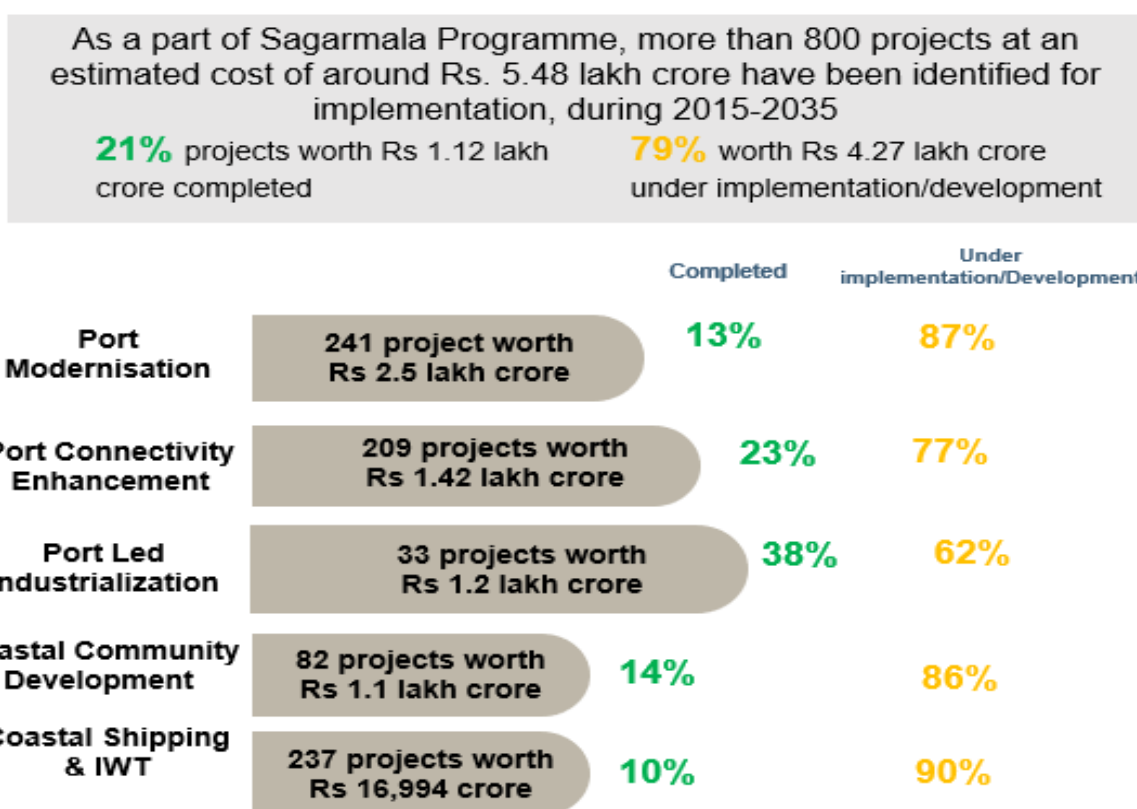 As a part of Sagarmala Programme, more than 800 projects at an
estimated cost of around Rs. 5.48 lakh crore have been identified for
implementation, during 2015-2035
21% projects worth Rs 1.12 lakh
crore completed
79% worth Rs 4.27 lakh crore
under implementation/development
Completed
Under
implementation/Development
Port
Modernisation
241 project worth
Rs 2.5 lakh crore
13%
87%
Port Connectivity
Enhancement
209 projects worth
Rs 1.42 lakh crore
23%
77%
Port Led
ndustrialization
33 projects worth
Rs 1.2 lakh crore
38%
62%
astal Community
Development
82 projects worth
Rs 1.1 lakh crore
14%
86%
Coastal Shipping
& IWT
237 projects worth
Rs 16,994 crore
10%
90%